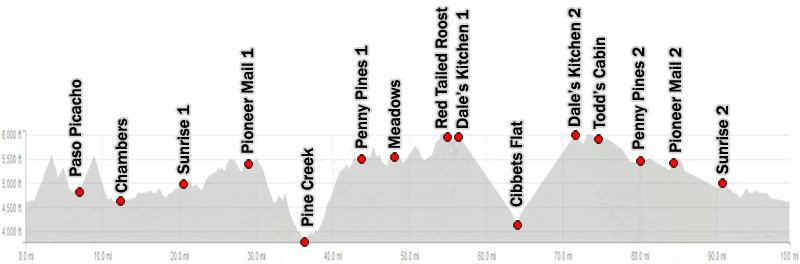 Paso Picacho
Chambers
Sunrise 1
Pioneer Mail 1
Pine Creek
Penny Pines 1
Meadows
Red Tailed Roost
Dale's Kitchen 1
Cibbets Flat
Dale's Kitchen 2
Todd's Cabin
Penny Pines 2
Pioneer Mail 2
Sunrise 2
6,000 ft
5,500 ft
5,000 ft
4,500 ft
4,000 ft
0.0 mi 10.0 mi 20.0 mi 30.0 mi 40.0 mi 50.0 mi 60.0 mi 70.0 mi 80.0 mi 90.0 mi 100 mi